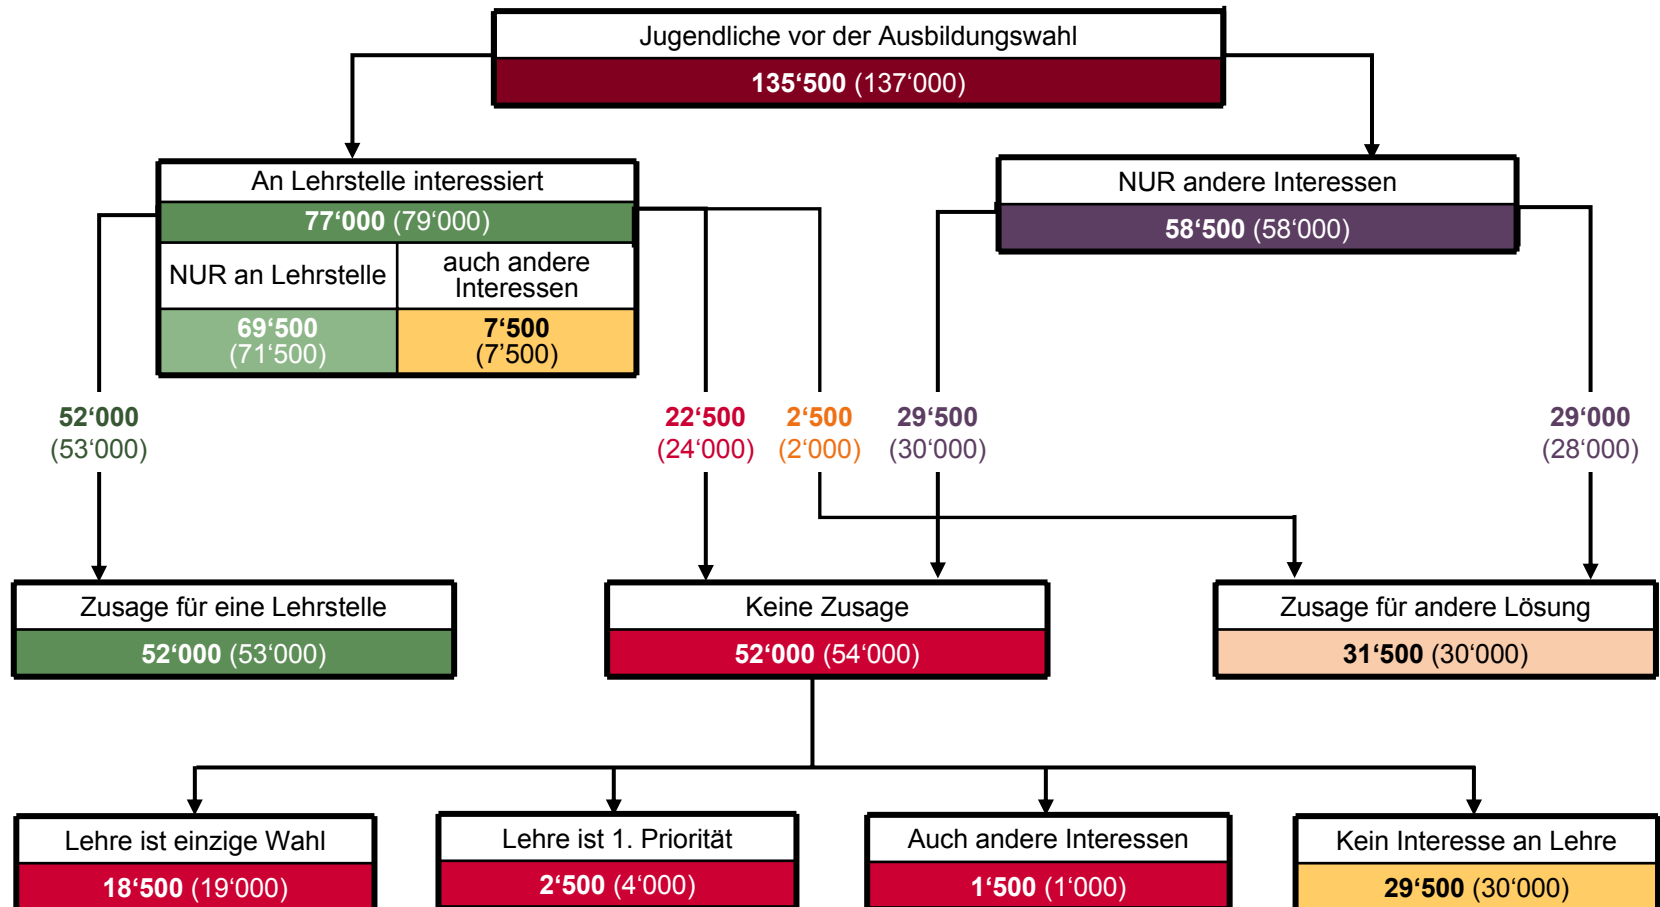 Jugendliche vor der Ausbildungswahl
135‘500 (137‘000)
An Lehrstelle interessiert
77‘000 (79‘000)
NUR an Lehrstelle
auch andere
Interessen
69‘500
(71‘500)
7‘500
(7’500)
NUR andere Interessen
58‘500 (58‘000)
52‘000
(53‘000)
22‘500
(24‘000)
2‘500
(2‘000)
29‘500
(30‘000)
29‘000
(28‘000)
Zusage für eine Lehrstelle
52‘000 (53‘000)
Keine Zusage
52‘000 (54‘000)
Zusage für andere Lösung
31‘500 (30‘000)
Lehre ist einzige Wahl
18‘500 (19‘000)
Lehre ist 1. Priorität
2‘500 (4‘000)
Auch andere Interessen
1‘500 (1‘000)
Kein Interesse an Lehre
29‘500 (30‘000)